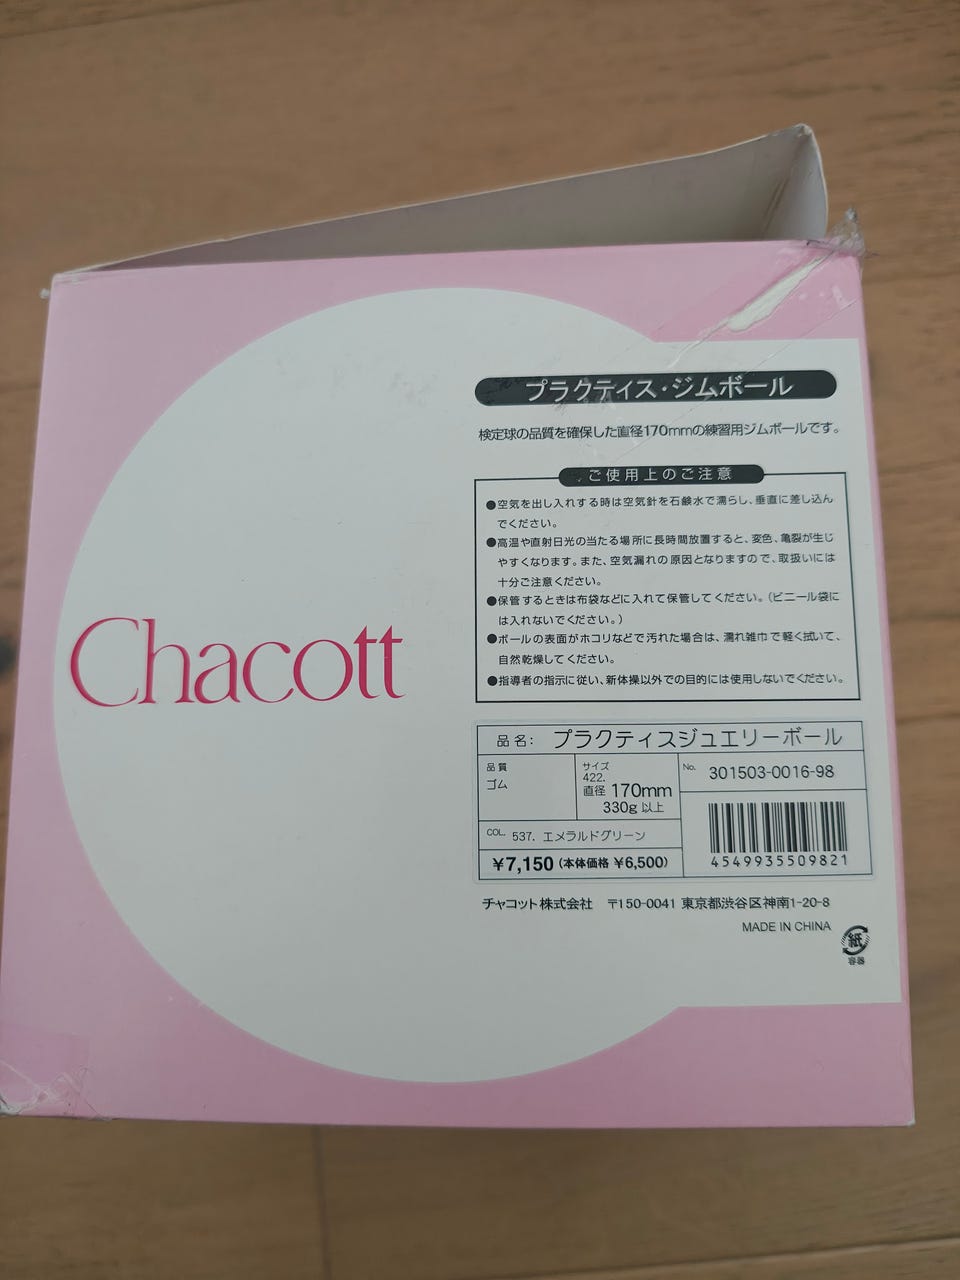 Chacott
プラクティス・ジムボール
検定球の品質を確保した直径170mmの練習用ジムボールです。
ご使用上のご注意
●空気を出し入れする時は空気針を石鹸水で濡らし、垂直に差し込ん
でください。
●高温や直射日光の当たる場所に長時間放置すると、変色、亀裂が生じ
やすくなります。また、空気漏れの原因となりますので、取扱いには
十分ご注意ください。
●保管するときは布袋などに入れて保管してください。（ビニール袋に
は入れないでください。）
●ボールの表面がホコリなどで汚れた場合は、濡れ雑巾で軽く拭いて、
自然乾燥してください。
●指導者の指示に従い、新体操以外での目的には使用しないでください。
品名: プラクティスジュエリーボール
品質
ゴム
サイズ
422.
直径 170mm
330g 以上
No. 301503-0016-98
COL. 537. エメラルドグリーン
¥7,150 (本体価格 ¥6,500)
4549935509821
チャコット株式会社 〒150-0041 東京都渋谷区神南1-20-8
MADE IN CHINA
紙
容器